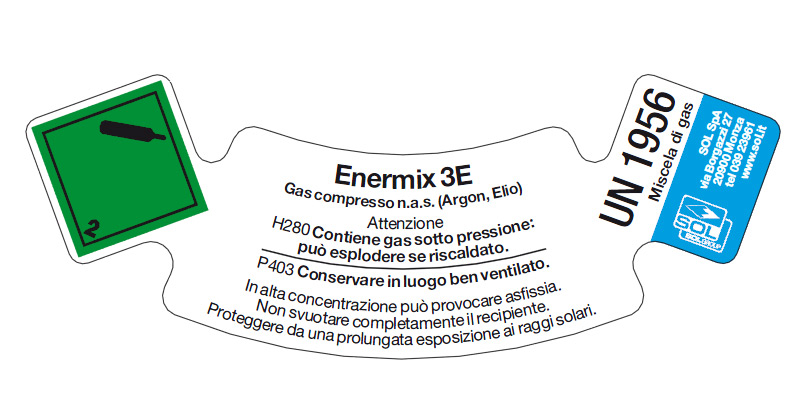 2
Enermix 3E
Gas compresso n.a.s. (Argon, Elio)
Attenzione
H280 Contiene gas sotto pressione:
può esplodere se riscaldato.
P403 Conservare in luogo ben ventilato.
In alta concentrazione può provocare asfissia.
Non svuotare completamente il recipiente.
Proteggere da una prolungata esposizione ai raggi solari.
UN 1956
Miscela di gas
SOL SpA
via Borgazzi 27
20900 Monza
tel 039 23961
www.sol.it
SOL
SOLGROUP